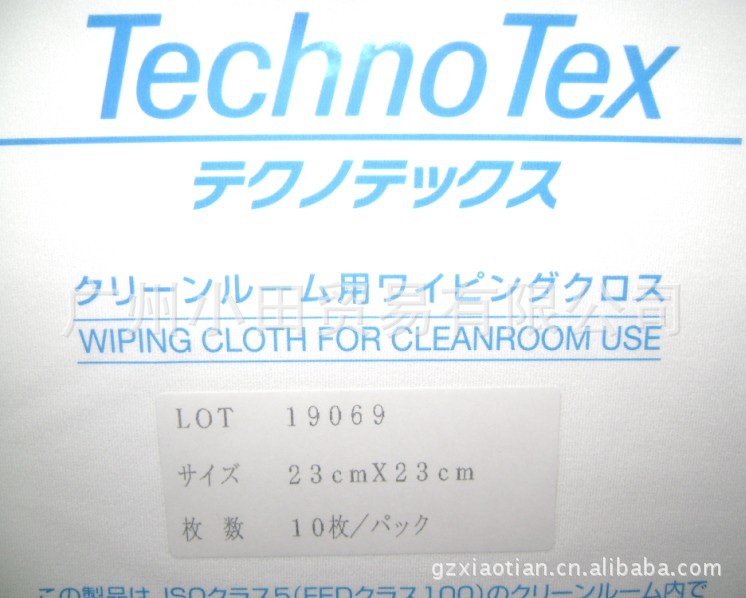 TechnoTex
テクノテックス
クリーンルーム用ワイピングクロス
广州小田贸易有限公司
WIPING CLOTH FOR CLEANROOM USE
LOT 19069
サイズ 23cmX23cm
枚数 10枚/パック
gzxiaotian.cn.alibaba.com
この製品は、ISOクラス5(FEDクラス100)のクリーンルーム内で